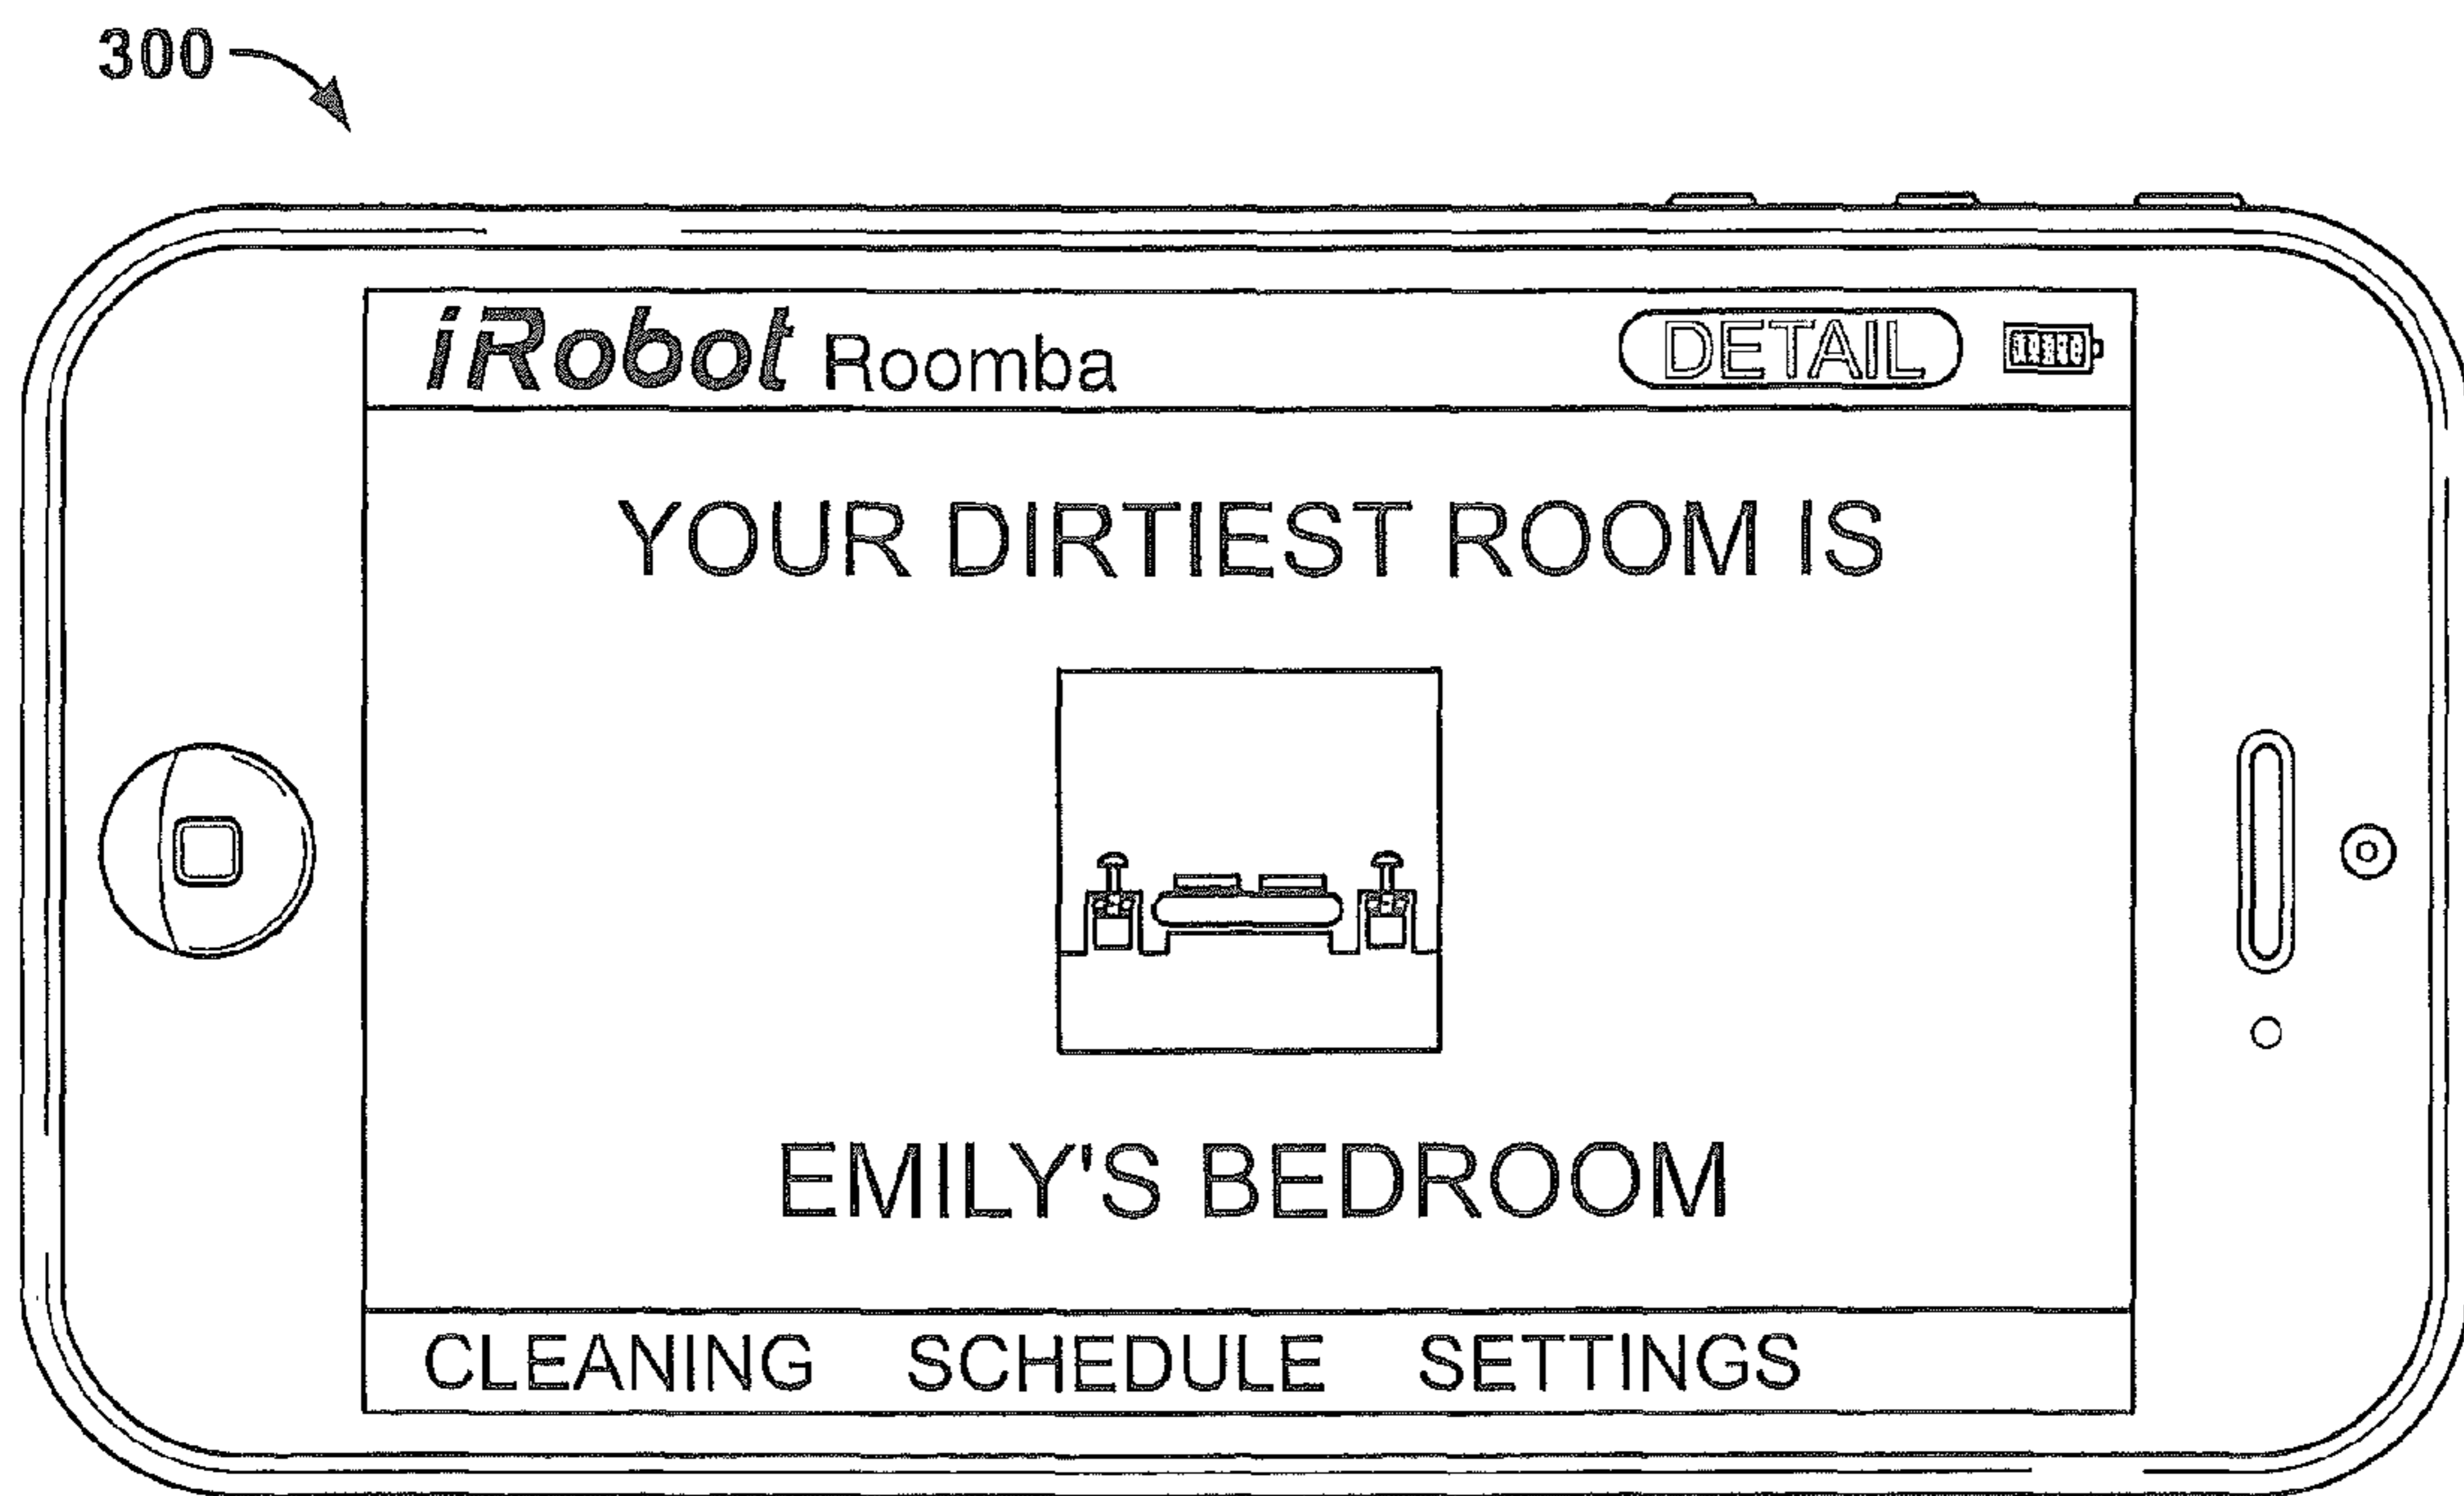 300
iRobot Roomba DETAIL
YOUR DIRTIEST ROOM IS
EMILY'S BEDROOM
CLEANING SCHEDULE SETTINGS